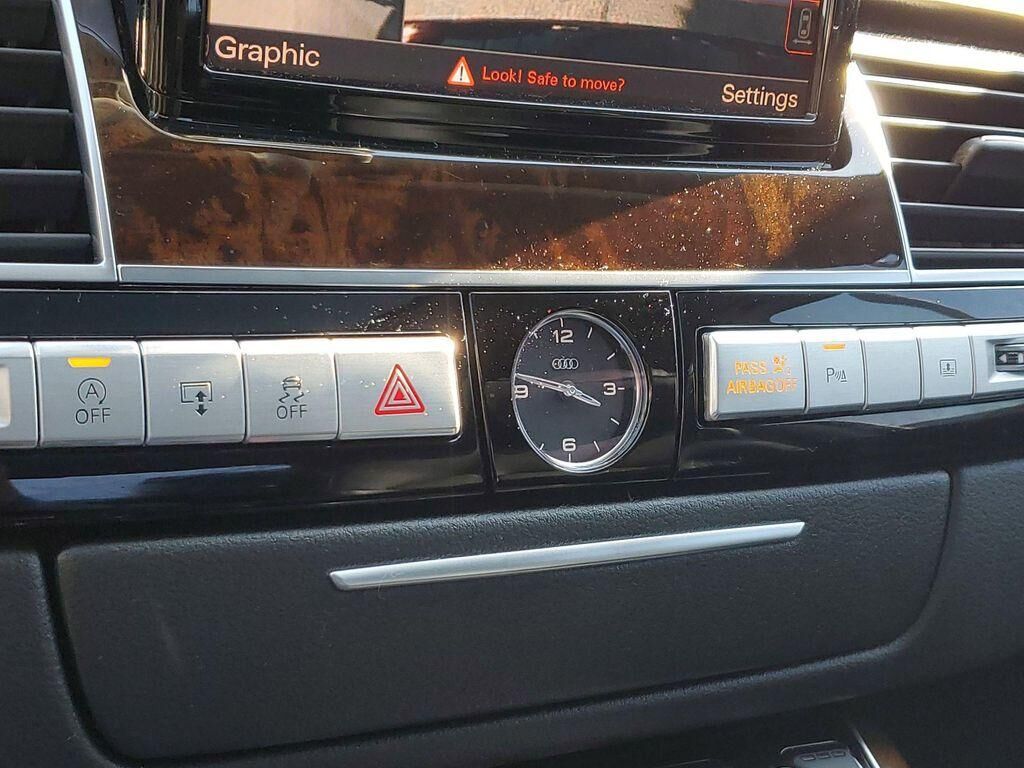 Graphic
Look! Safe to move?
Settings
OFF
OFF
12
3
6
9
PASS
AIRBAG OFF
P